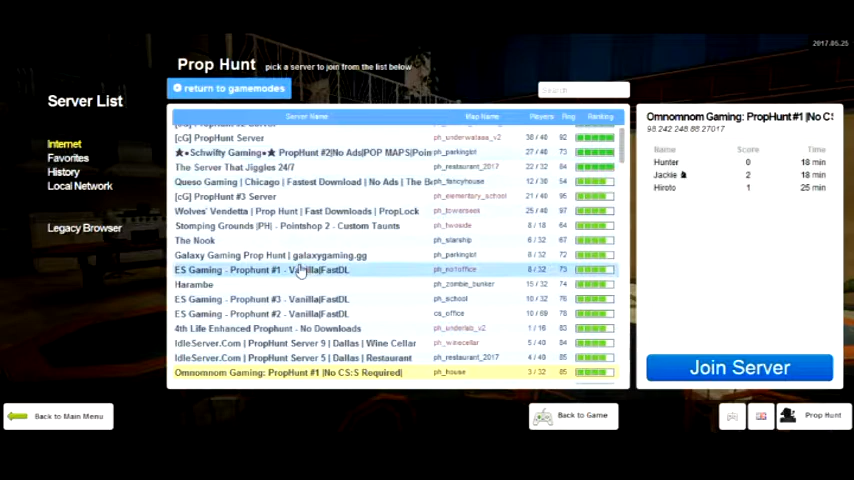 2017.05.25
Prop Hunt pick a server to join from the list below
return to gamemodes
Search
Server List
Internet
Favorites
History
Local Network
Legacy Browser
Server Name Map Name Players Ping Ranking
[cG] PropHunt Server ph_underwataaa_v2 38 / 40 92
★●Schwifty Gaming●★ PropHunt #2|No Ads|POP MAPS|Poin ph_parkinglot 27 / 40 73
The Server That Jiggles 24/7 ph_restaurant_2017 22 / 32 84
Queso Gaming | Chicago | Fastest Download | No Ads | The Be ph_fancyhouse 12 / 30 54
[cG] PropHunt #3 Server ph_elementary_school 21 / 40 95
Wolves' Vendetta | Prop Hunt | Fast Downloads | PropLock ph_towersees 25 / 40 97
Stomping Grounds |PH| - Pointshop 2 - Custom Taunts ph_twoside 8 / 18 64
The Nook ph_starship 6 / 32 67
Galaxy Gaming Prop Hunt | galaxygaming.gg ph_parkinglot 8 / 32 72
ES Gaming - Prophunt #1 - Vanilla|FastDL ph_notoffice 8 / 32 73
Harambe ph_zombie_bunker 15 / 32 74
ES Gaming - Prophunt #3 - Vanilla|FastDL ph_school 10 / 32 76
ES Gaming - Prophunt #2 - Vanilla|FastDL cs_office 10 / 69 78
4th Life Enhanced Prophunt - No Downloads ph_underlab_v2 1 / 16 83
IdleServer.Com | PropHunt Server 9 | Dallas | Wine Cellar ph_winecellar 5 / 40 84
IdleServer.Com | PropHunt Server 5 | Dallas | Restaurant ph_restaurant_2017 4 / 40 85
Omnomnom Gaming: PropHunt #1 |No CS:S Required| ph_house 3 / 32 85
Omnomnom Gaming: PropHunt #1 |No CS
98.242.248.88:27017
Name Score Time
Hunter 0 18 min
Jackie 2 18 min
Hiroto 1 25 min
Join Server
Back to Main Menu
Back to Game
Prop Hunt